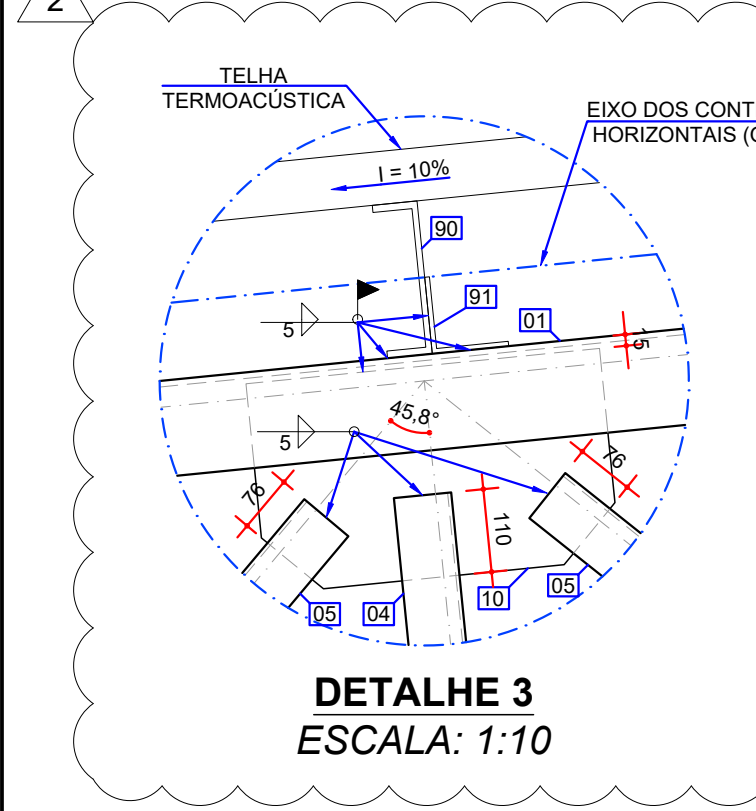 2
TELHA
TERMOACÚSTICA
EIXO DOS CONT
HORIZONTAIS (
I = 10%
90
91
01
15
5
45,8°
5
76
76
110
05
04
10
05
DETALHE 3
ESCALA: 1:10